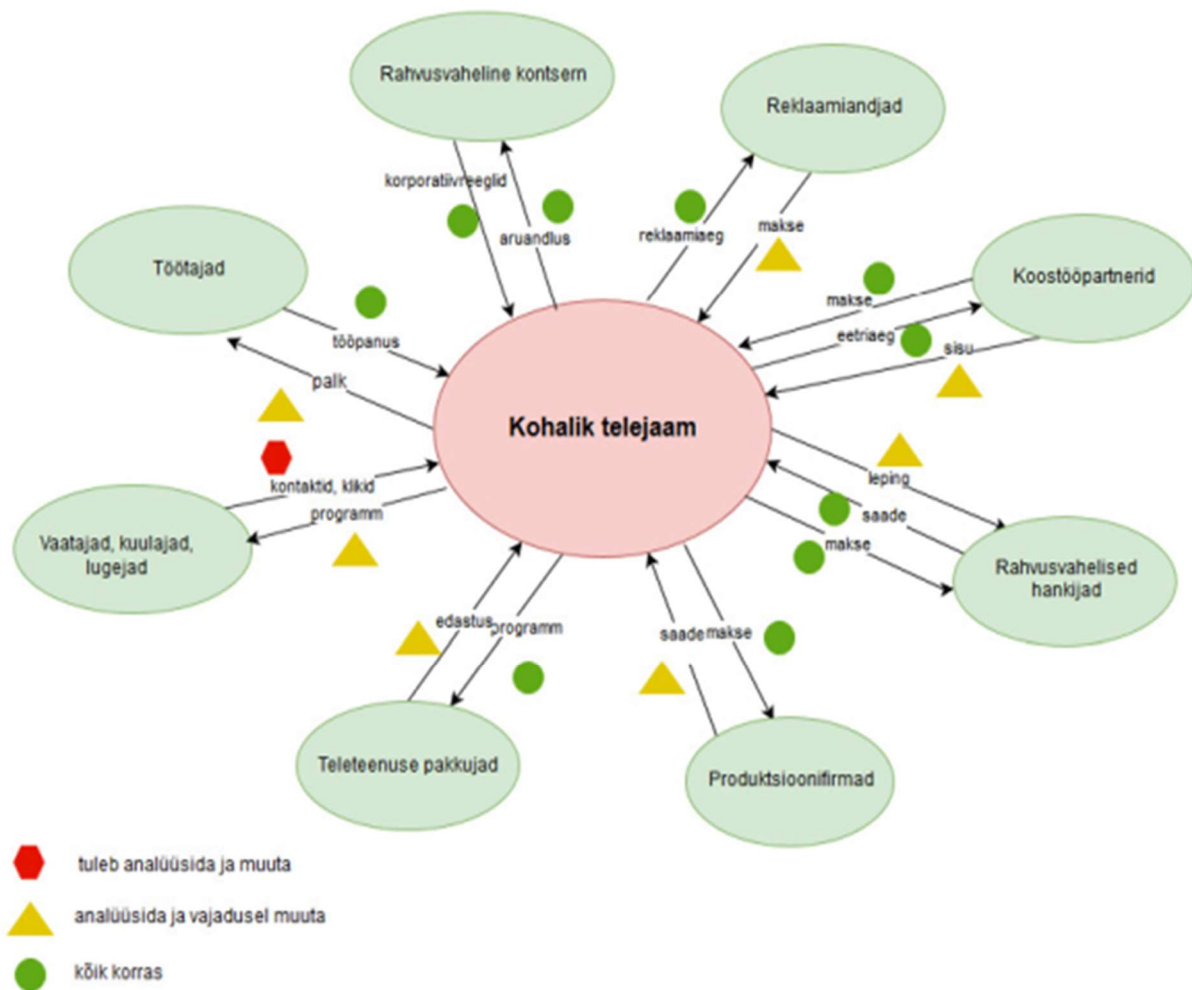 Rahvusvaheline kontsern
Reklaamiandjad
korporatiivreeglid
aruandlus
reklaamiaeg
makse
Töötajad
Koostööpartnerid
tööpanus
makse
eetriaeg
sisu
palk
Kohalik telejaam
kontaktid, klikid
programm
leping
saade
makse
Vaatajad, kuulajad,
lugejad
Rahvusvahelised
hankijad
edastus
programm
saade
makse
Teleteenuse pakkujad
Produktsioonifirmad
tuleb analüüsida ja muuta
analüüsida ja vajadusel muuta
kõik korras